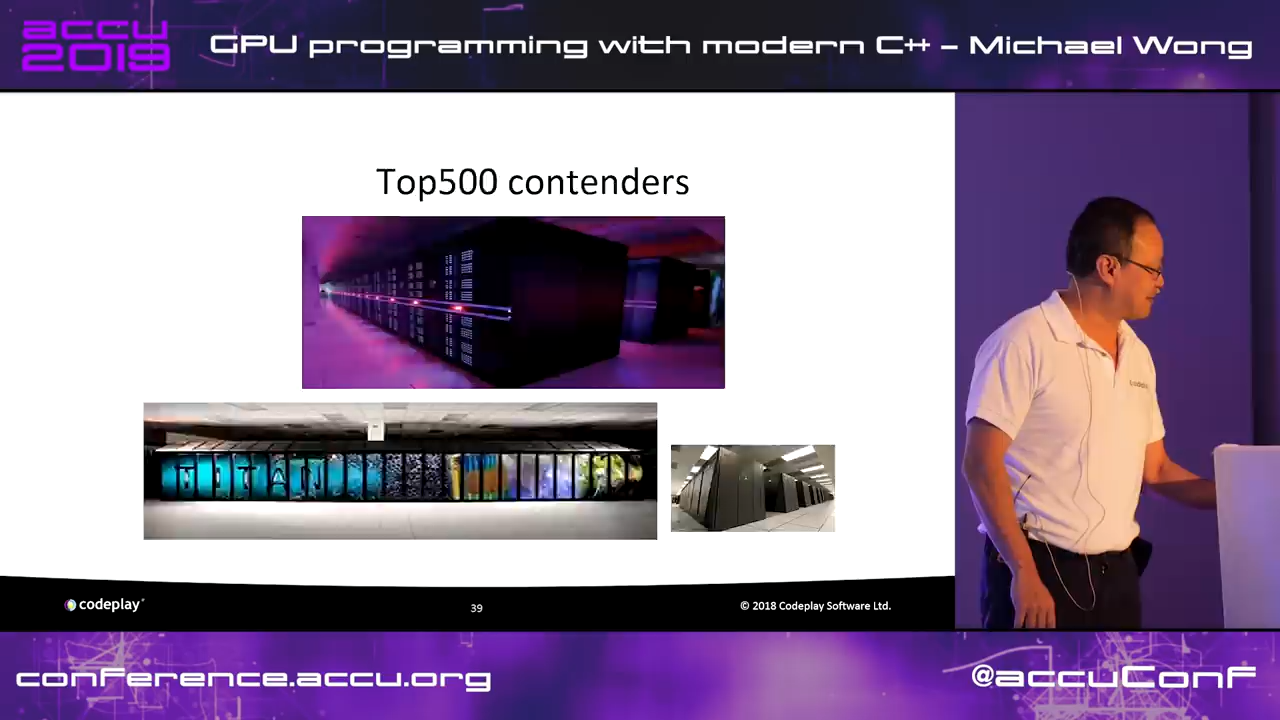 accu
2019
GPU programming with modern C++ – Michael Wong
Top500 contenders
TITAN
codeplay
39
© 2018 Codeplay Software Ltd.
codeplay
conference.accu.org
@accuConf